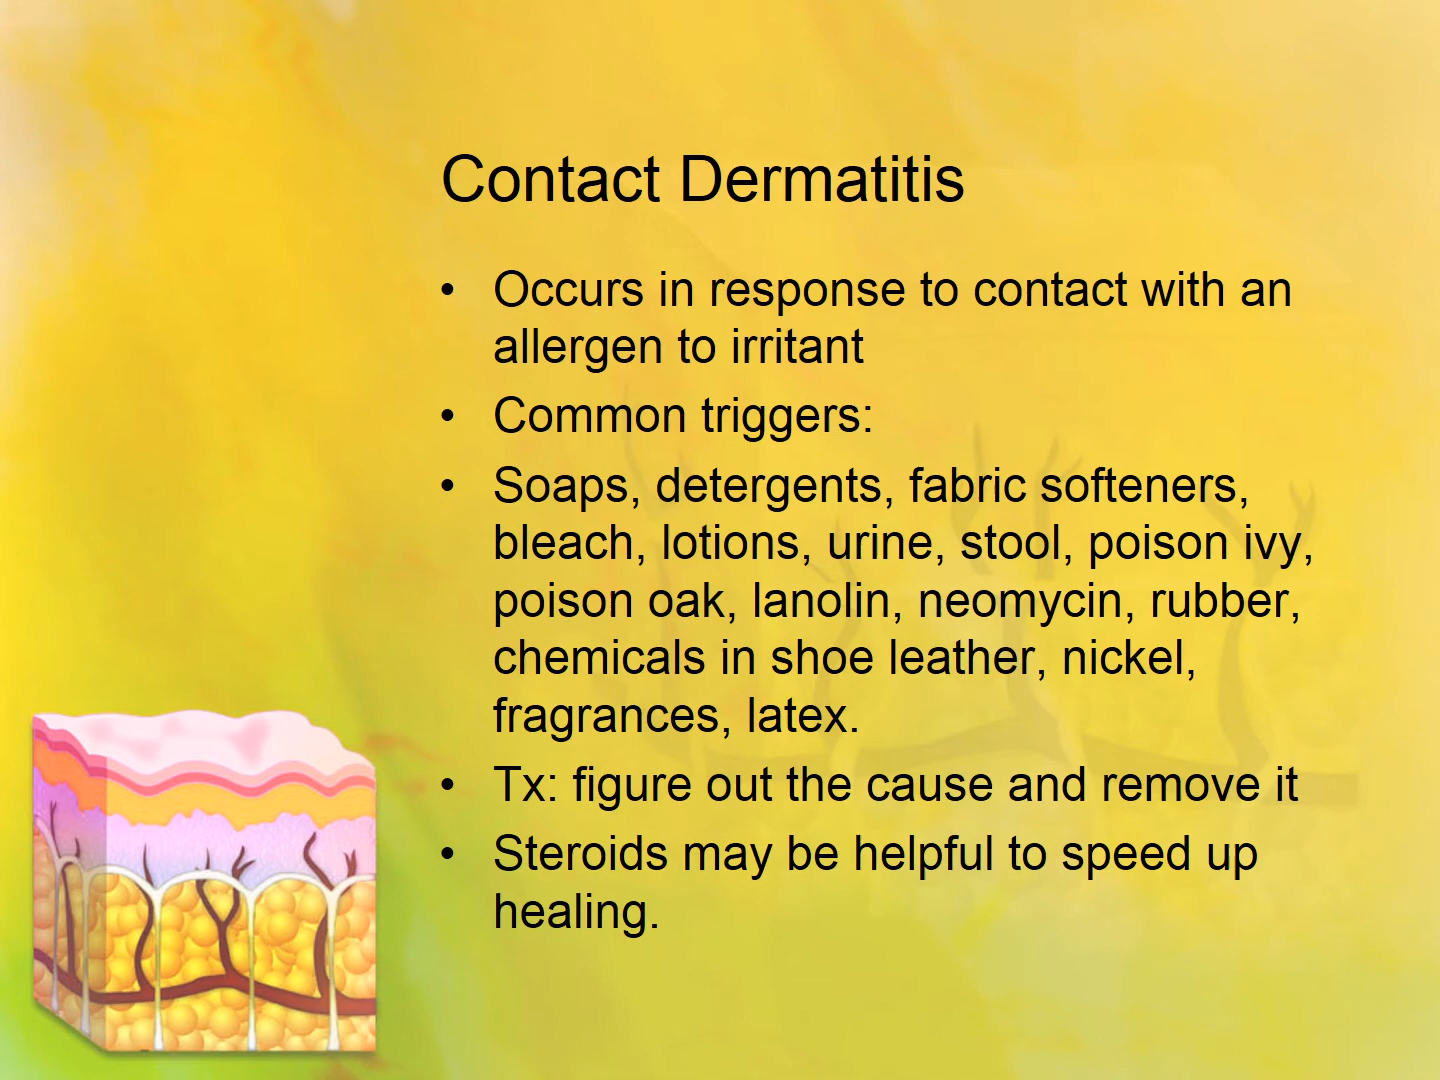 Contact Dermatitis
• Occurs in response to contact with an
allergen to irritant
• Common triggers:
• Soaps, detergents, fabric softeners,
bleach, lotions, urine, stool, poison ivy,
poison oak, lanolin, neomycin, rubber,
chemicals in shoe leather, nickel,
fragrances, latex.
• Tx: figure out the cause and remove it
• Steroids may be helpful to speed up
healing.